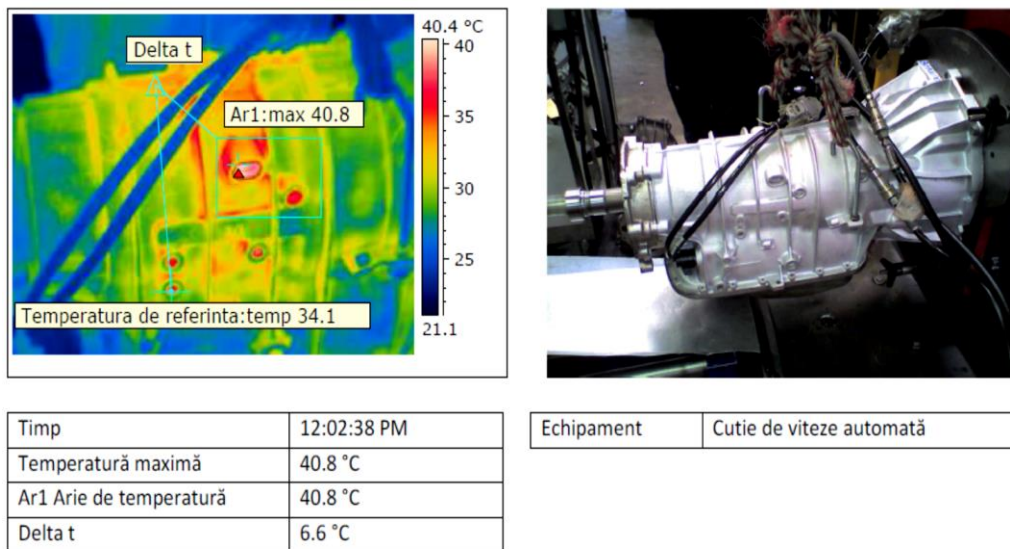 40.4 °C
Delta t
40
Ar1:max 40.8
35
30
25
Temperatura de referinta:temp 34.1
21.1
Timp 12:02:38 PM
Temperatură maximă 40.8 °C
Ar1 Arie de temperatură 40.8 °C
Delta t 6.6 °C
Echipament Cutie de viteze automată